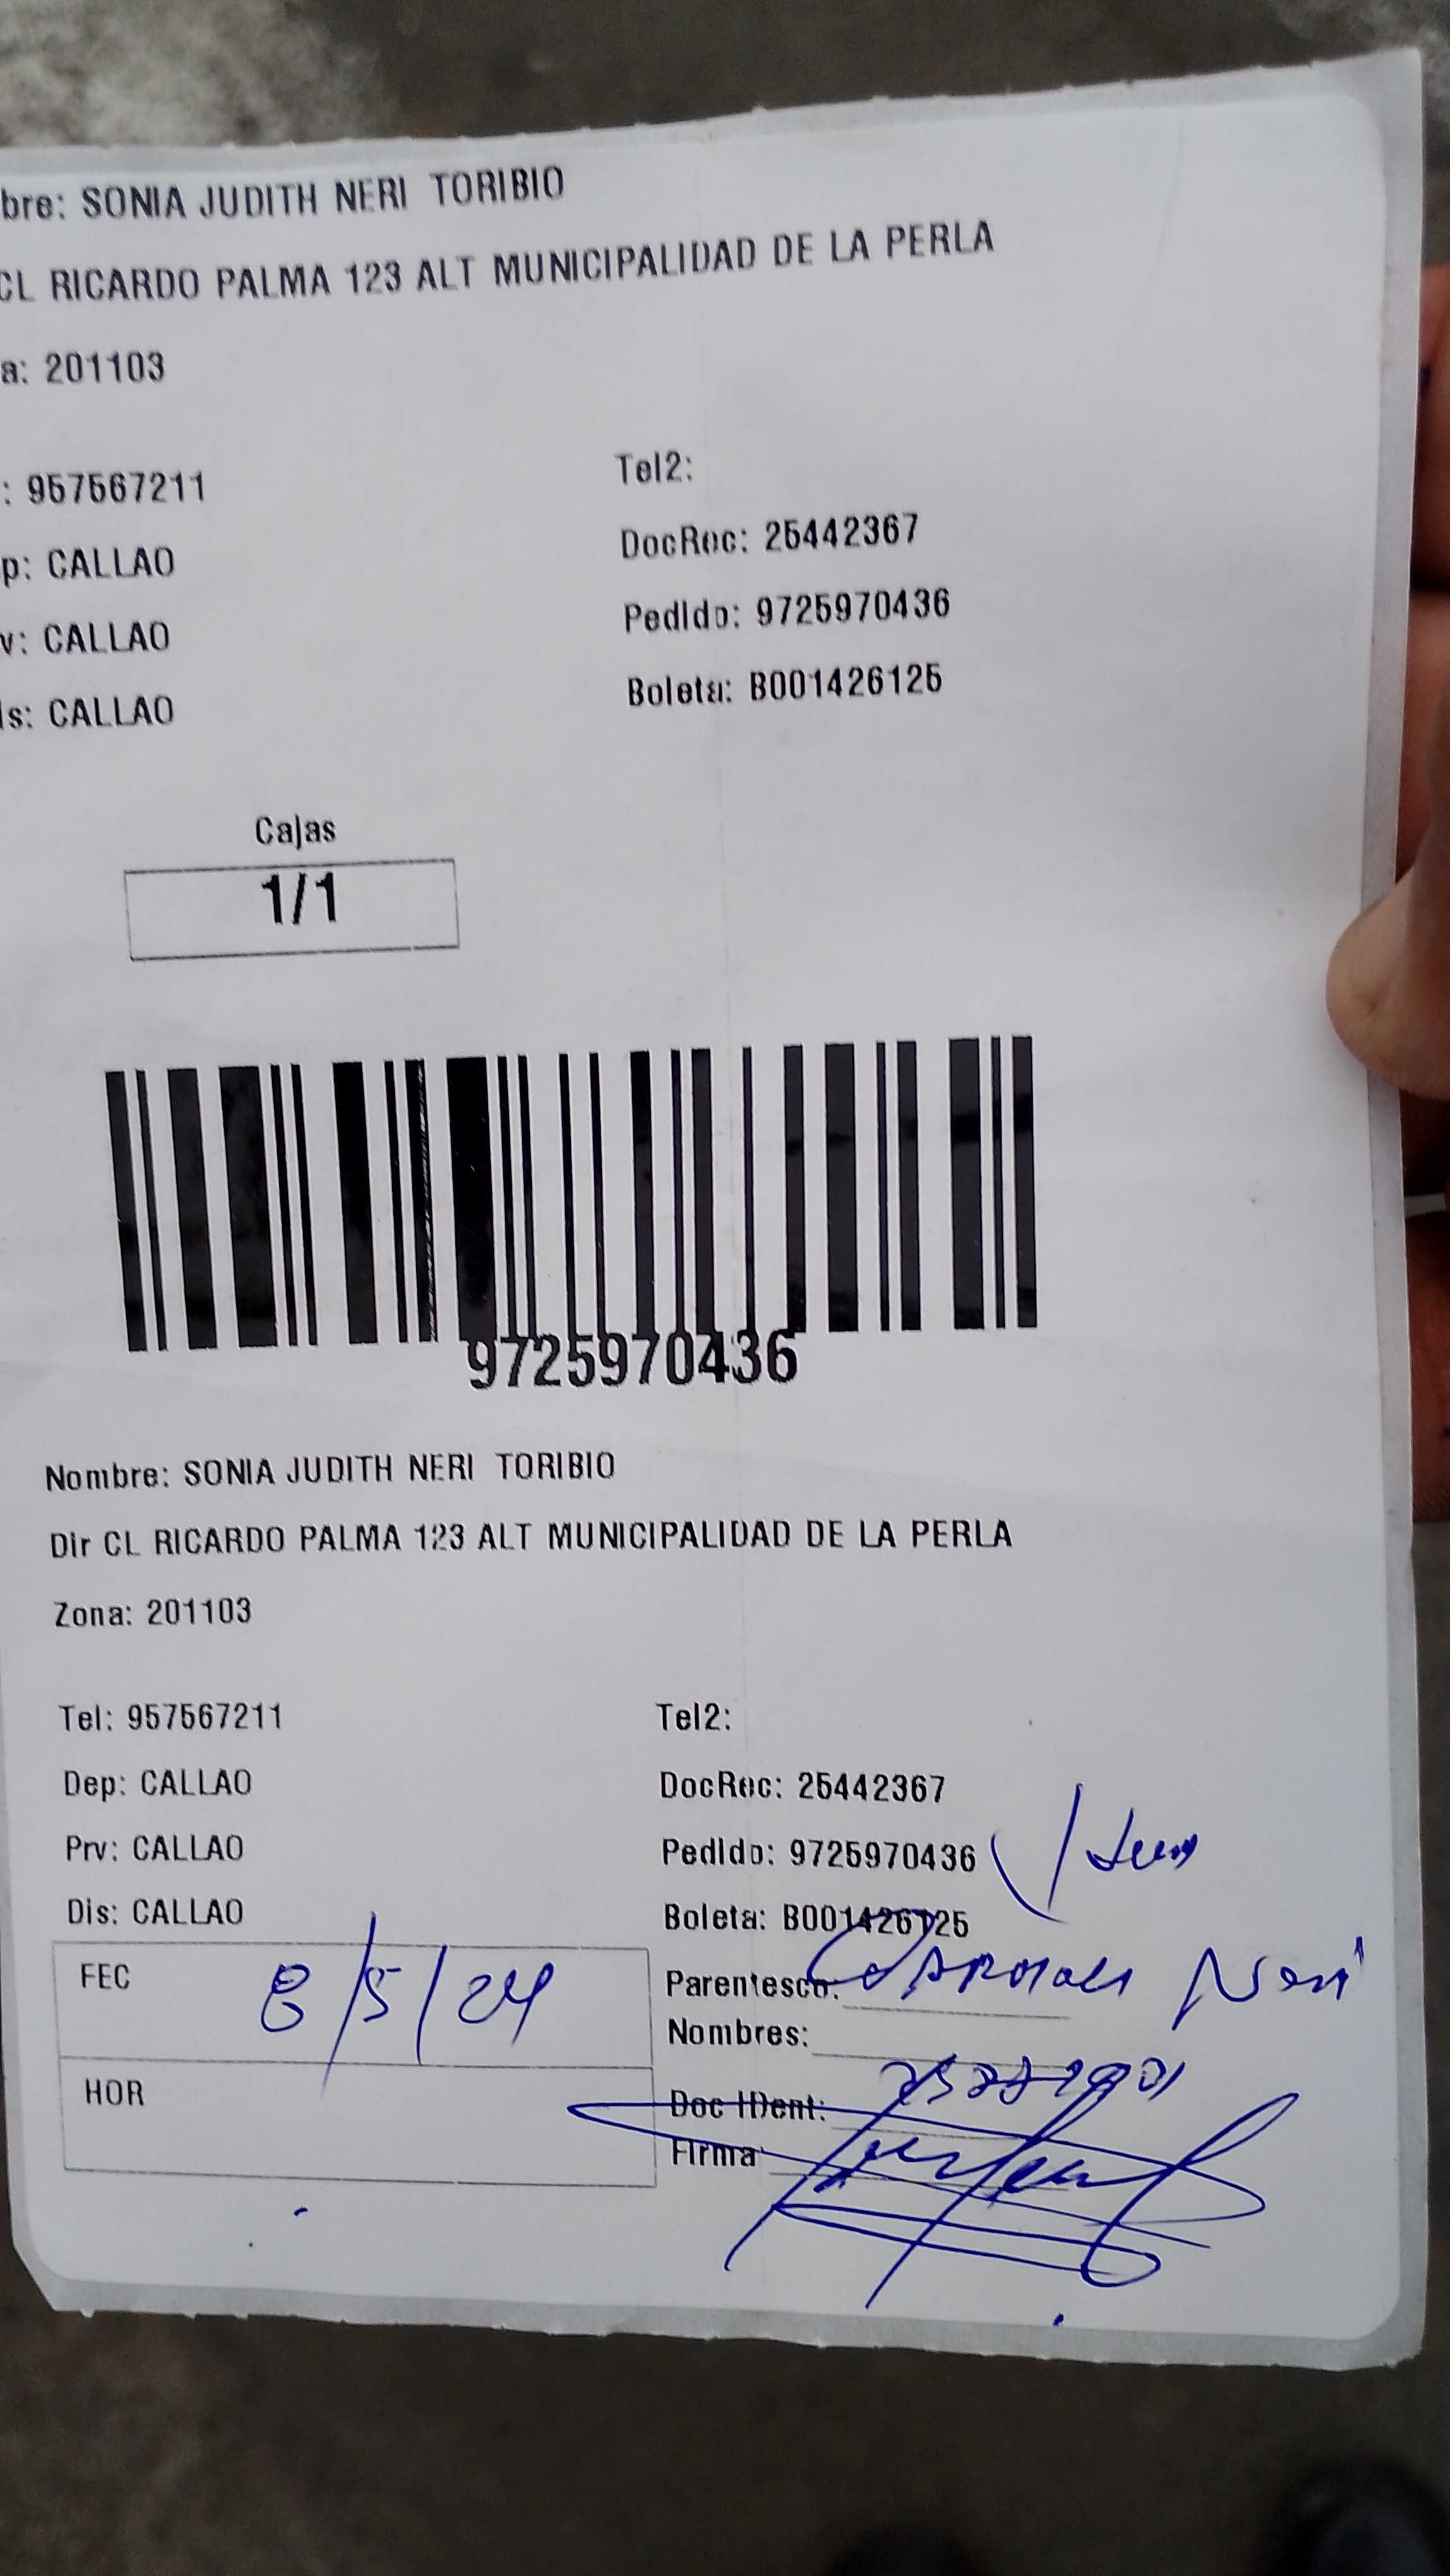 bre: SONIA JUDITH NERI TORIBIO
CL RICARDO PALMA 123 ALT MUNICIPALIDAD DE LA PERLA
a: 201103
: 957567211
Tel2:
p: CALLAO
DocRec: 25442367
v: CALLAO
Pedido: 9725970436
is: CALLAO
Boleta: B001426125
Cajas
1/1
9725970436
Nombre: SONIA JUDITH NERI TORIBIO
Dir CL RICARDO PALMA 123 ALT MUNICIPALIDAD DE LA PERLA
Zona: 201103
Tel: 957567211
Tel2:
Dep: CALLAO
DocRec: 25442367
Prv: CALLAO
Pedido: 9725970436
Dis: CALLAO
Boleta: B001426125
FEC 8/5/24
Parentesco: Neri
Nombres:
HOR
Doc IDent:
Firma